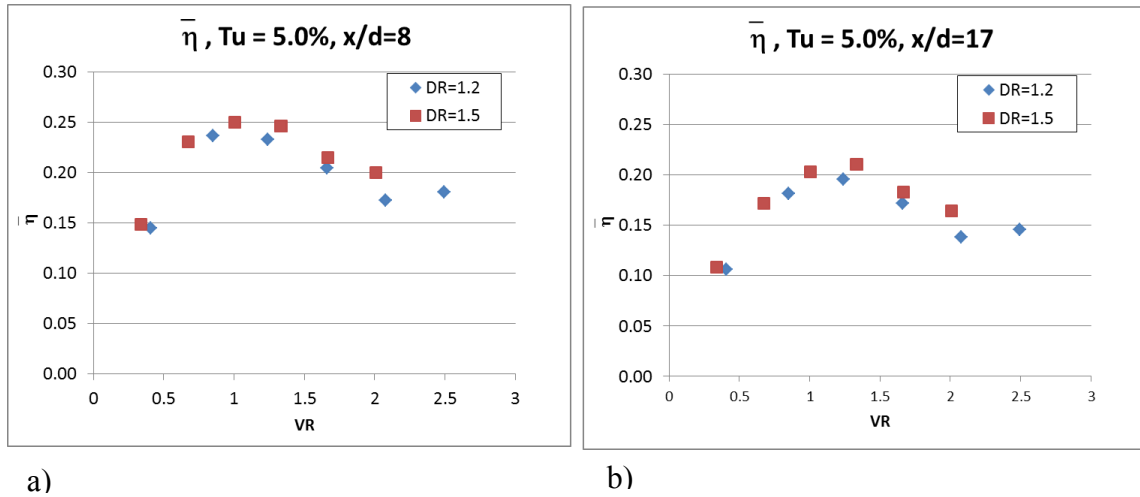 η̅ , Tu = 5.0%, x/d=8
0.30
0.25
0.20
0.15
0.10
0.05
0.00
η̅
DR=1.2
DR=1.5
0 0.5 1 1.5 2 2.5 3
VR
a)
η̅ , Tu = 5.0%, x/d=17
0.30
0.25
0.20
0.15
0.10
0.05
0.00
η̅
DR=1.2
DR=1.5
0 0.5 1 1.5 2 2.5 3
VR
b)